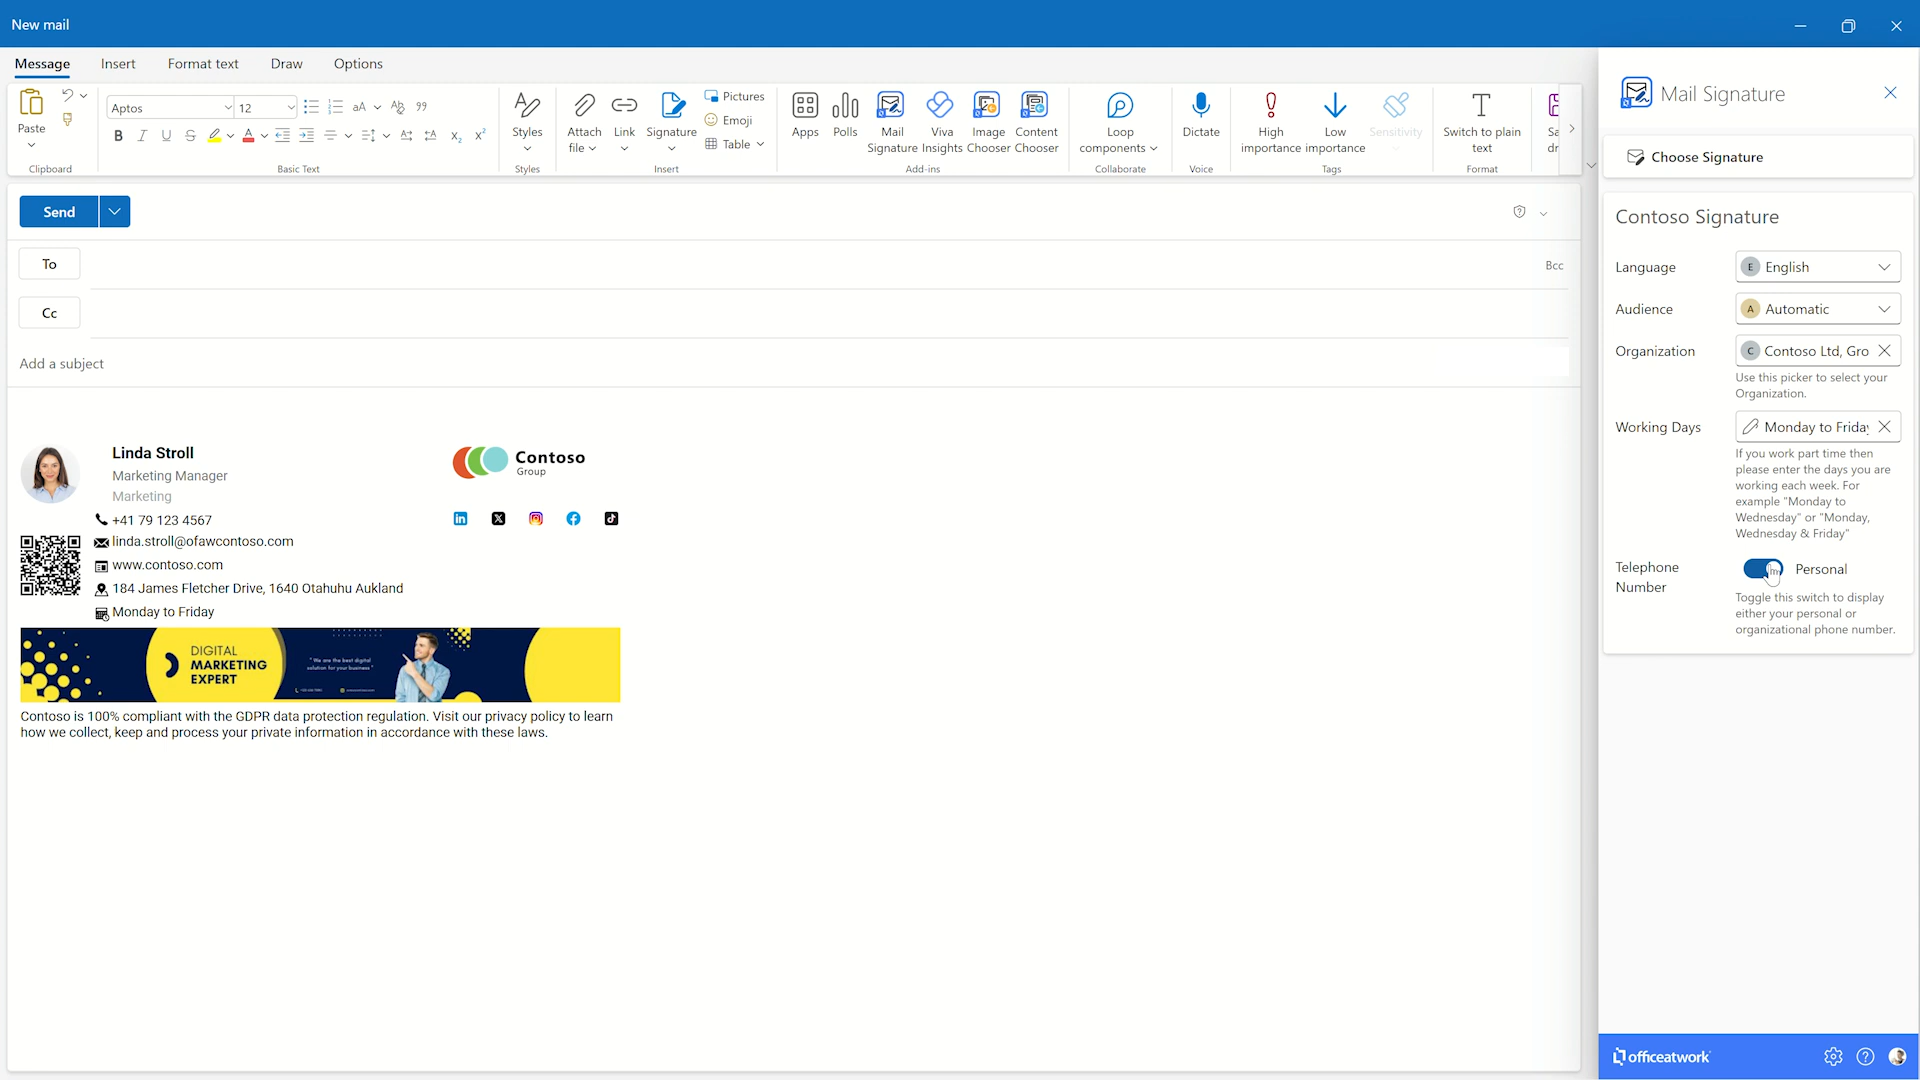 New mail
Message Insert Format text Draw Options
Paste
Clipboard
Aptos 12
Basic Text
Styles
Styles
Attach file
Link
Signature
Pictures
Emoji
Table
Insert
Apps
Polls
Mail Signature
Viva Insights
Image Chooser
Content Chooser
Add-ins
Loop components
Collaborate
Dictate
Voice
High importance
Low importance
Sensitivity
Tags
Switch to plain text
Format
Send
To
Bcc
Cc
Add a subject
Linda Stroll
Marketing Manager
Marketing
+41 79 123 4567
linda.stroll@ofawcontoso.com
www.contoso.com
184 James Fletcher Drive, 1640 Otahuhu Aukland
Monday to Friday
Contoso
Group
DIGITAL
MARKETING
EXPERT
" We are the best digital
solution for your business "
Contoso is 100% compliant with the GDPR data protection regulation. Visit our privacy policy to learn
how we collect, keep and process your private information in accordance with these laws.
Mail Signature
Choose Signature
Contoso Signature
Language E English
Audience A Automatic
Organization C Contoso Ltd, Gro
Use this picker to select your
Organization.
Working Days Monday to Friday
If you work part time then
please enter the days you are
working each week. For
example "Monday to
Wednesday" or "Monday,
Wednesday & Friday"
Telephone
Number
Personal
Toggle this switch to display
either your personal or
organizational phone number.
officeatwork